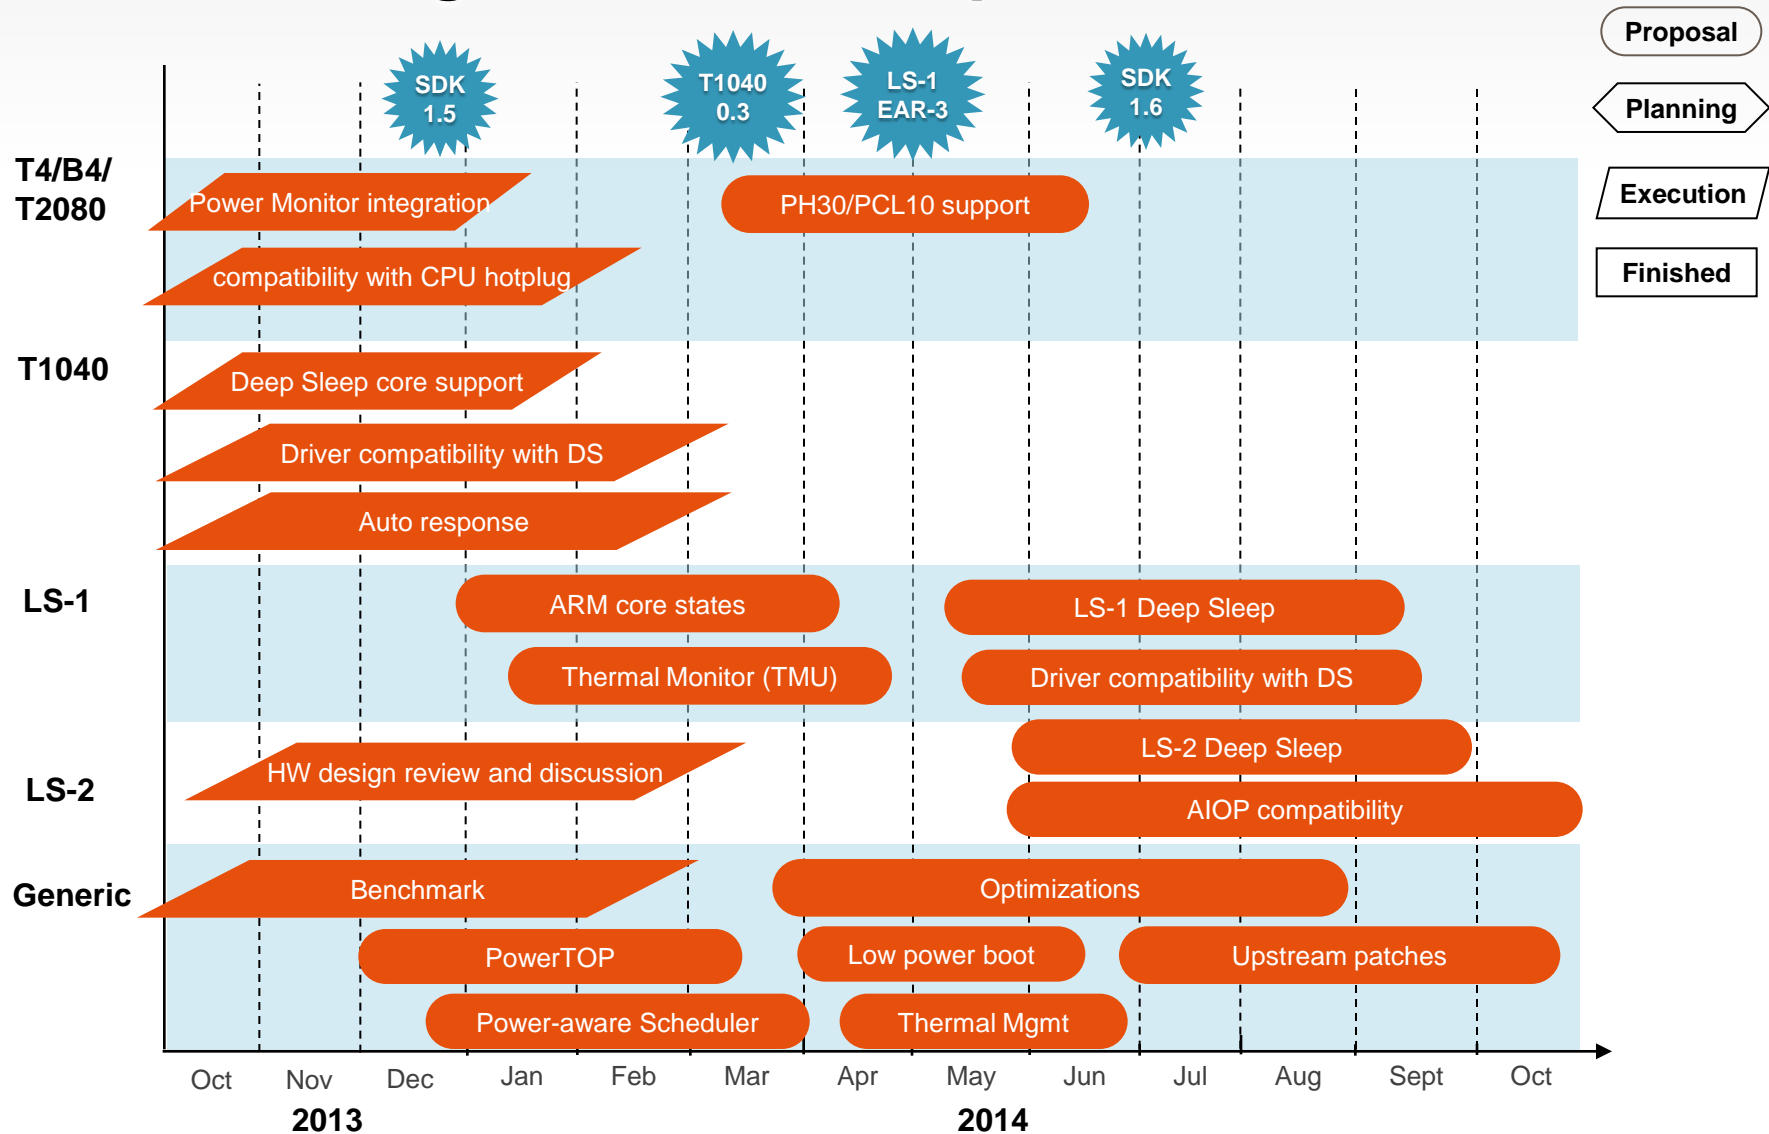 Proposal
Planning
Execution
Finished
SDK
1.5
T1040
0.3
LS-1
EAR-3
SDK
1.6
T4/B4/
T2080
Power Monitor integration
PH30/PCL10 support
compatibility with CPU hotplug
T1040
Deep Sleep core support
Driver compatibility with DS
Auto response
LS-1
ARM core states
LS-1 Deep Sleep
Thermal Monitor (TMU)
Driver compatibility with DS
LS-2
LS-2 Deep Sleep
HW design review and discussion
AIOP compatibility
Generic
Benchmark
Optimizations
PowerTOP
Low power boot
Upstream patches
Power-aware Scheduler
Thermal Mgmt
Oct Nov Dec Jan Feb Mar Apr May Jun Jul Aug Sept Oct
2013 2014